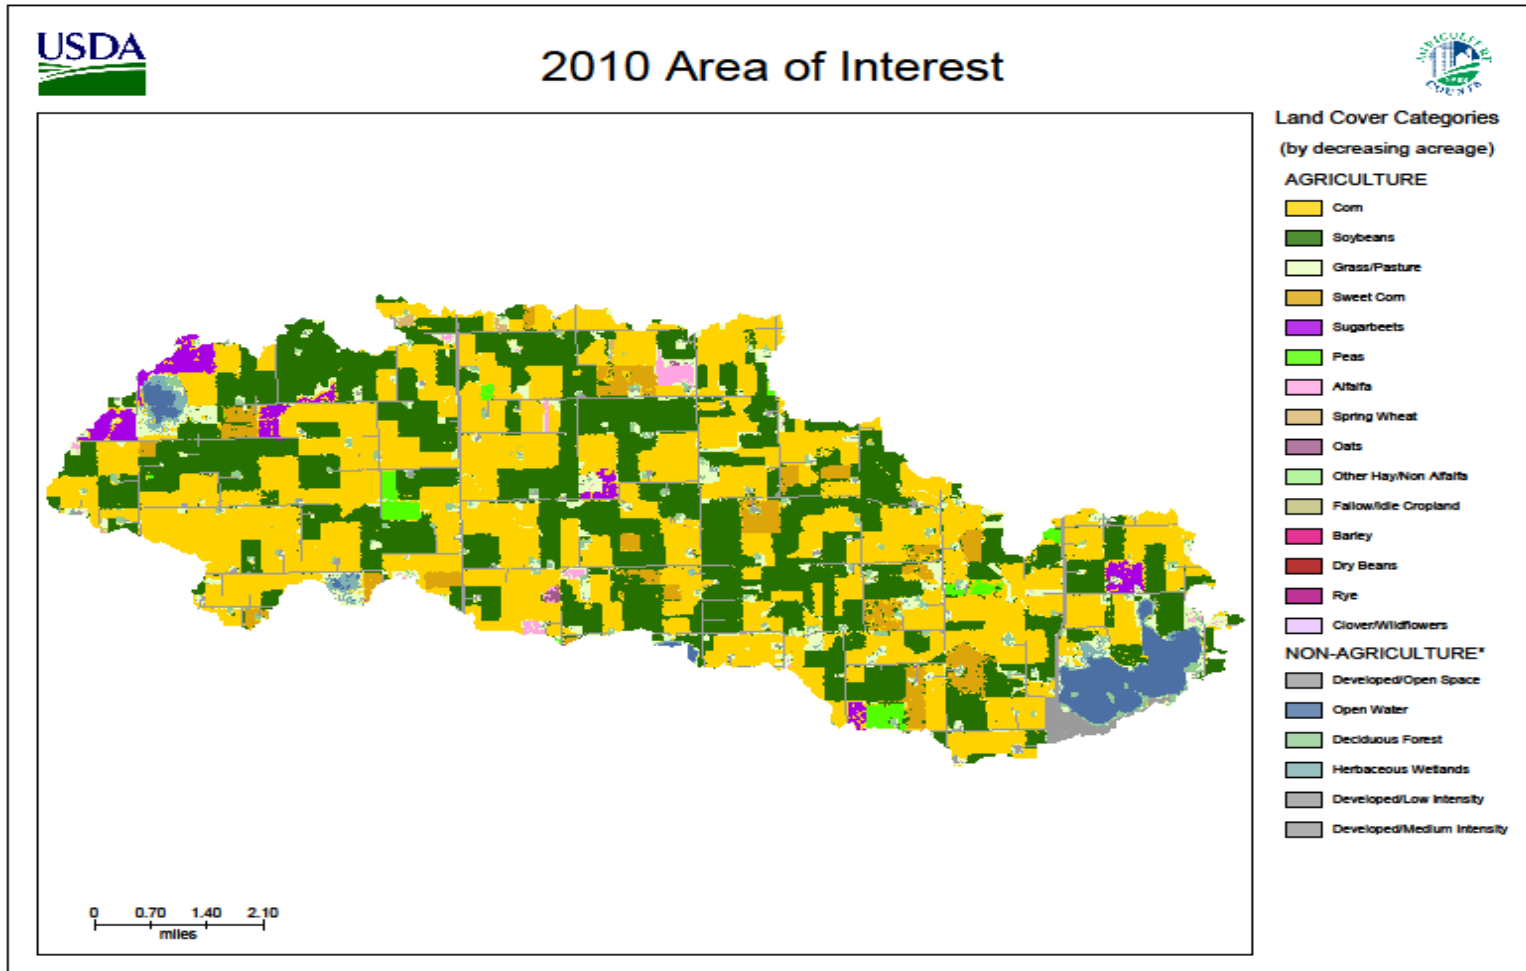 USDA
2010 Area of Interest
AGRICULTURE
COUNTS
Land Cover Categories
(by decreasing acreage)
AGRICULTURE
Corn
Soybeans
Grass/Pasture
Sweet Corn
Sugarbeets
Peas
Alfalfa
Spring Wheat
Oats
Other Hay/Non Alfalfa
Fallow/Idle Cropland
Barley
Dry Beans
Rye
Clover/Wildflowers
NON-AGRICULTURE*
Developed/Open Space
Open Water
Deciduous Forest
Herbaceous Wetlands
Developed/Low Intensity
Developed/Medium Intensity
0 0.70 1.40 2.10
miles